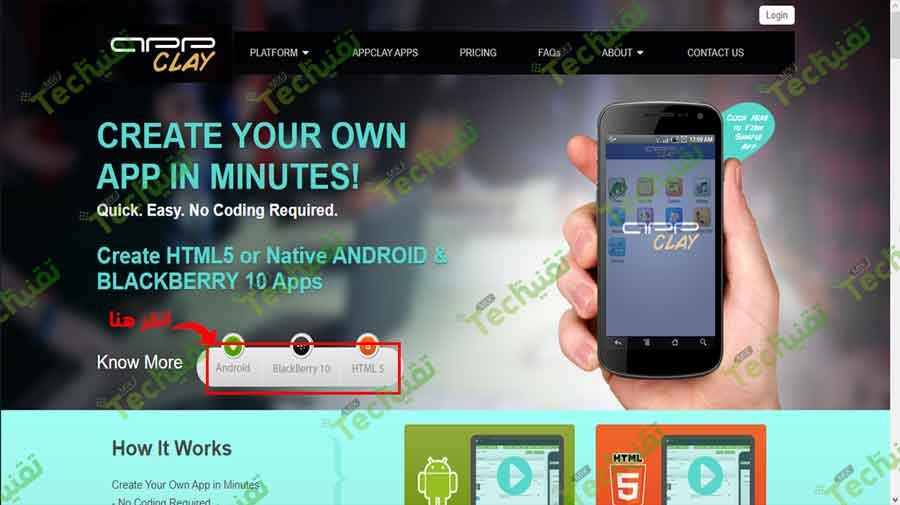 Login
APP CLAY
PLATFORM
APPCLAY APPS
PRICING
FAQs
ABOUT
CONTACT US
CREATE YOUR OWN
APP IN MINUTES!
Quick. Easy. No Coding Required.
Create HTML5 or Native ANDROID &
BLACKBERRY 10 Apps
CLICK HERE
TO VIEW
SAMPLE
APP
APP
CLAY
انقر هنا
Know More
Android
BlackBerry 10
HTML 5
How It Works
Create Your Own App in Minutes
- No Coding Required
HTML
5
تقنية Tech MIX